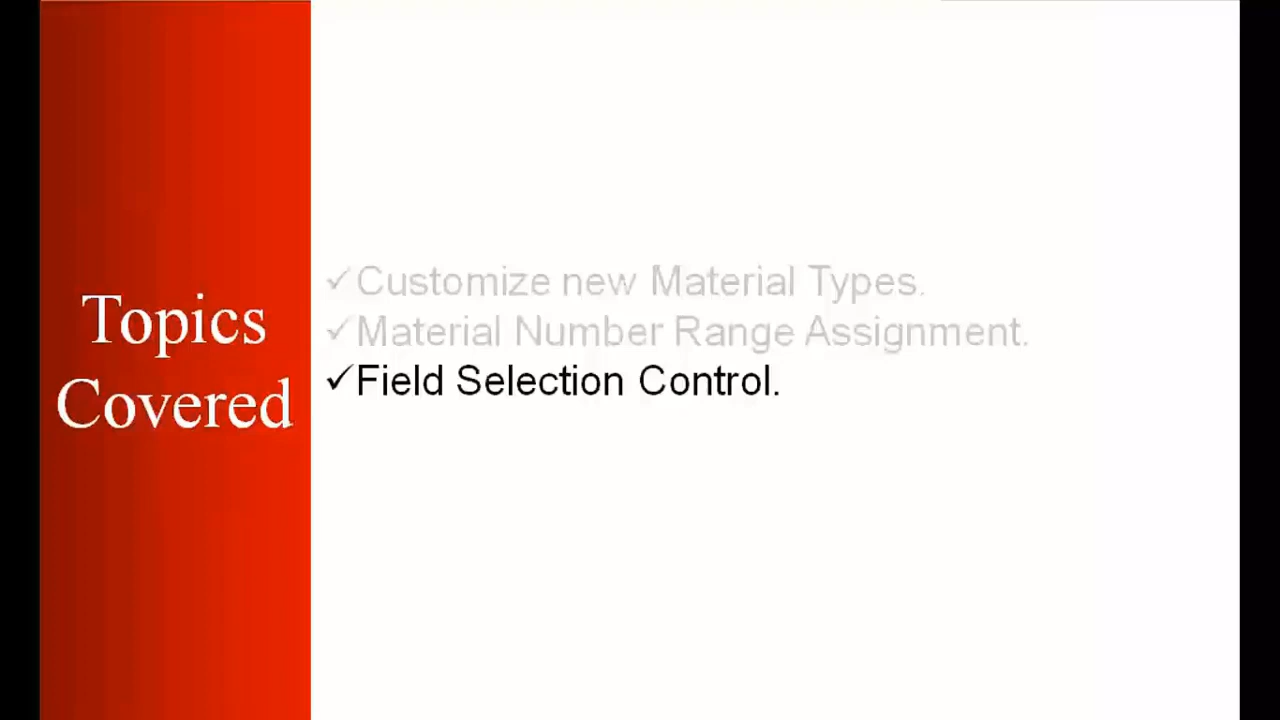 Topics
Covered
✓Customize new Material Types.
✓Material Number Range Assignment.
✓Field Selection Control.